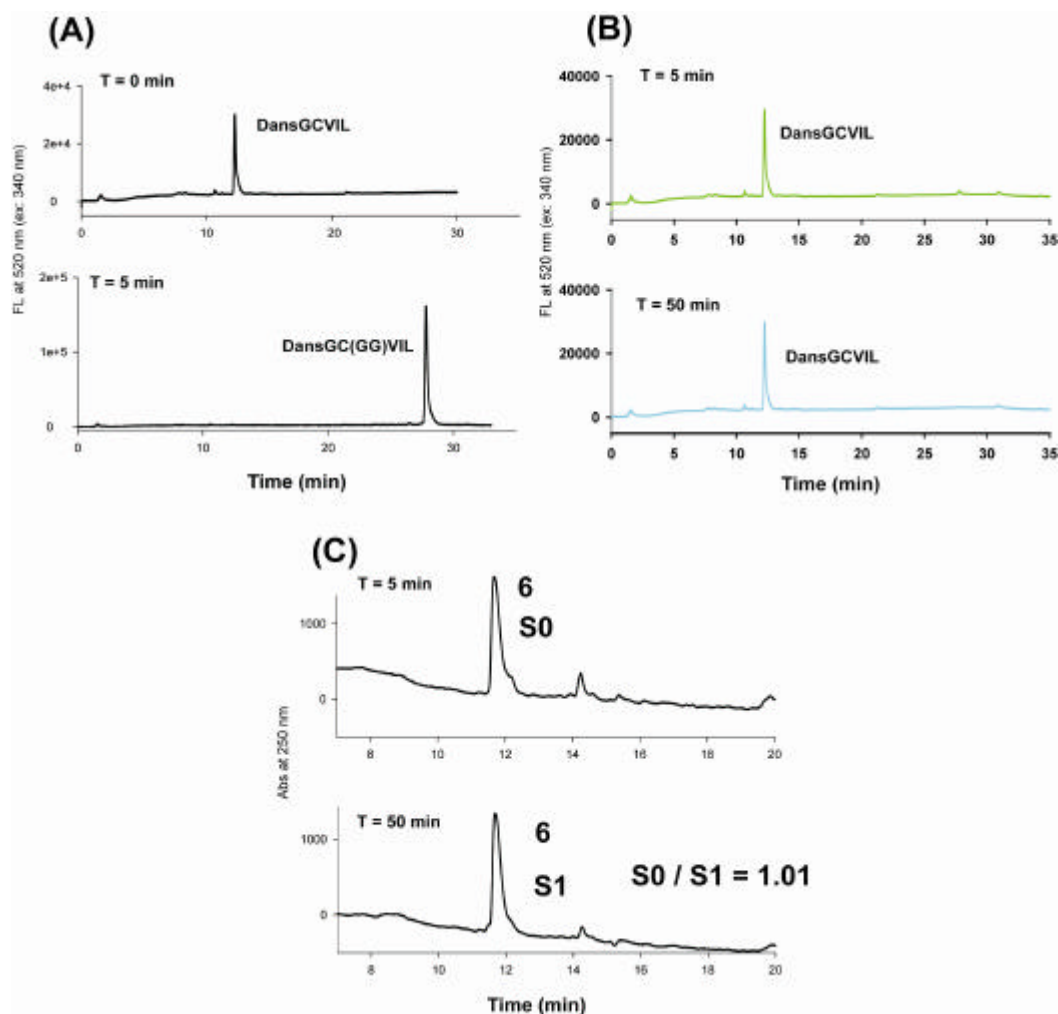 (A)
T = 0 min
4e+4
2e+4
0
DansGCVIL
0 10 20 30
T = 5 min
2e+5
1e+5
0
DansGC(GG)VIL
0 10 20 30
FL at 520 nm (ex: 340 nm)
Time (min)
(B)
T = 5 min
40000
20000
0
DansGCVIL
0 5 10 15 20 25 30 35
T = 50 min
40000
20000
0
DansGCVIL
0 5 10 15 20 25 30 35
FL at 520 nm (ex: 340 nm)
Time (min)
(C)
T = 5 min
6
S0
1000
0
8 10 12 14 16 18 20
Abs at 250 nm
T = 50 min
6
S1
S0 / S1 = 1.01
1000
0
8 10 12 14 16 18 20
Time (min)